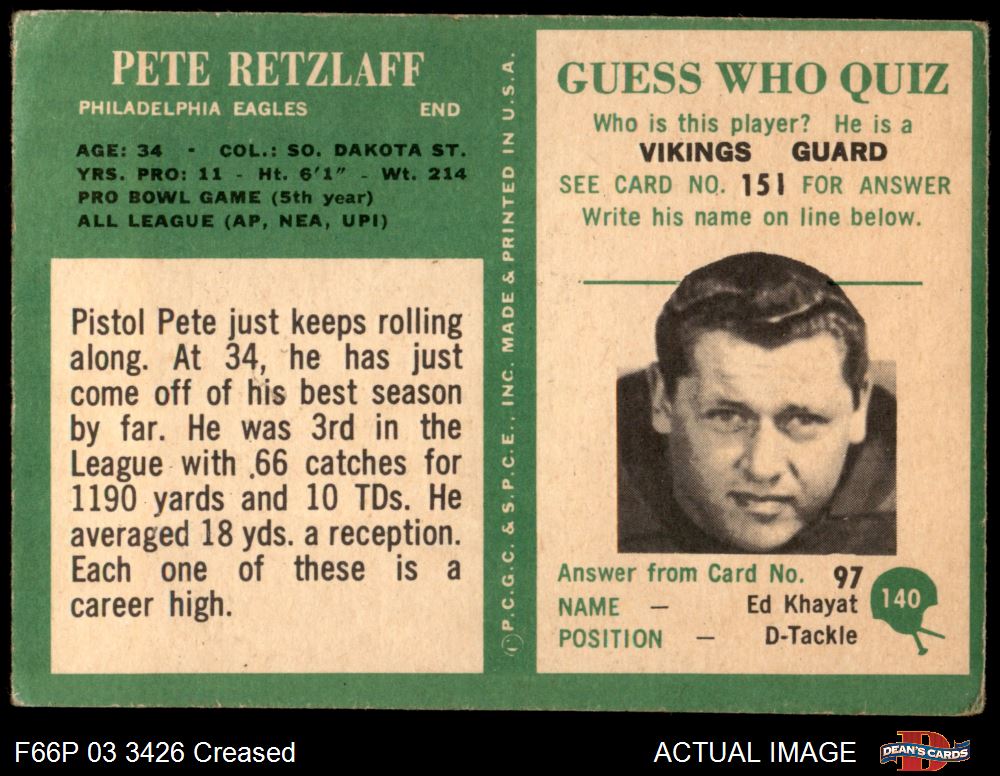 PETE RETZLAFF
PHILADELPHIA EAGLES END
AGE: 34 - COL.: SO. DAKOTA ST.
YRS. PRO: 11 - Ht. 6'1" - Wt. 214
PRO BOWL GAME (5th year)
ALL LEAGUE (AP, NEA, UPI)
Pistol Pete just keeps rolling
along. At 34, he has just
come off of his best season
by far. He was 3rd in the
League with 66 catches for
1190 yards and 10 TDs. He
averaged 18 yds. a reception.
Each one of these is a
career high.
Ⓒ P.C.G.C. & S.P.C.E., INC. MADE & PRINTED IN U.S.A.
GUESS WHO QUIZ
Who is this player? He is a
VIKINGS GUARD
SEE CARD NO. 151 FOR ANSWER
Write his name on line below.
Answer from Card No. 97
NAME — Ed Khayat
POSITION — D-Tackle
140
F66P 03 3426 Creased
ACTUAL IMAGE
D
DEAN'S CARDS